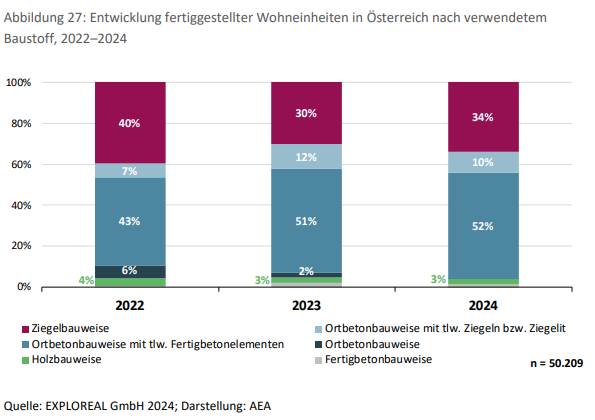 Abbildung 27: Entwicklung fertiggestellter Wohneinheiten in Österreich nach verwendetem
Baustoff, 2022–2024
100%
80%
60%
40%
20%
0%
40%
7%
43%
6%
4%
30%
12%
51%
2%
3%
34%
10%
52%
3%
2022
2023
2024
Ziegelbauweise
Ortbetonbauweise mit tlw. Ziegeln bzw. Ziegelit
Ortbetonbauweise mit tlw. Fertigbetonelementen
Ortbetonbauweise
Holzbauweise
Fertigbetonbauweise
n = 50.209
Quelle: EXPLOREAL GmbH 2024; Darstellung: AEA